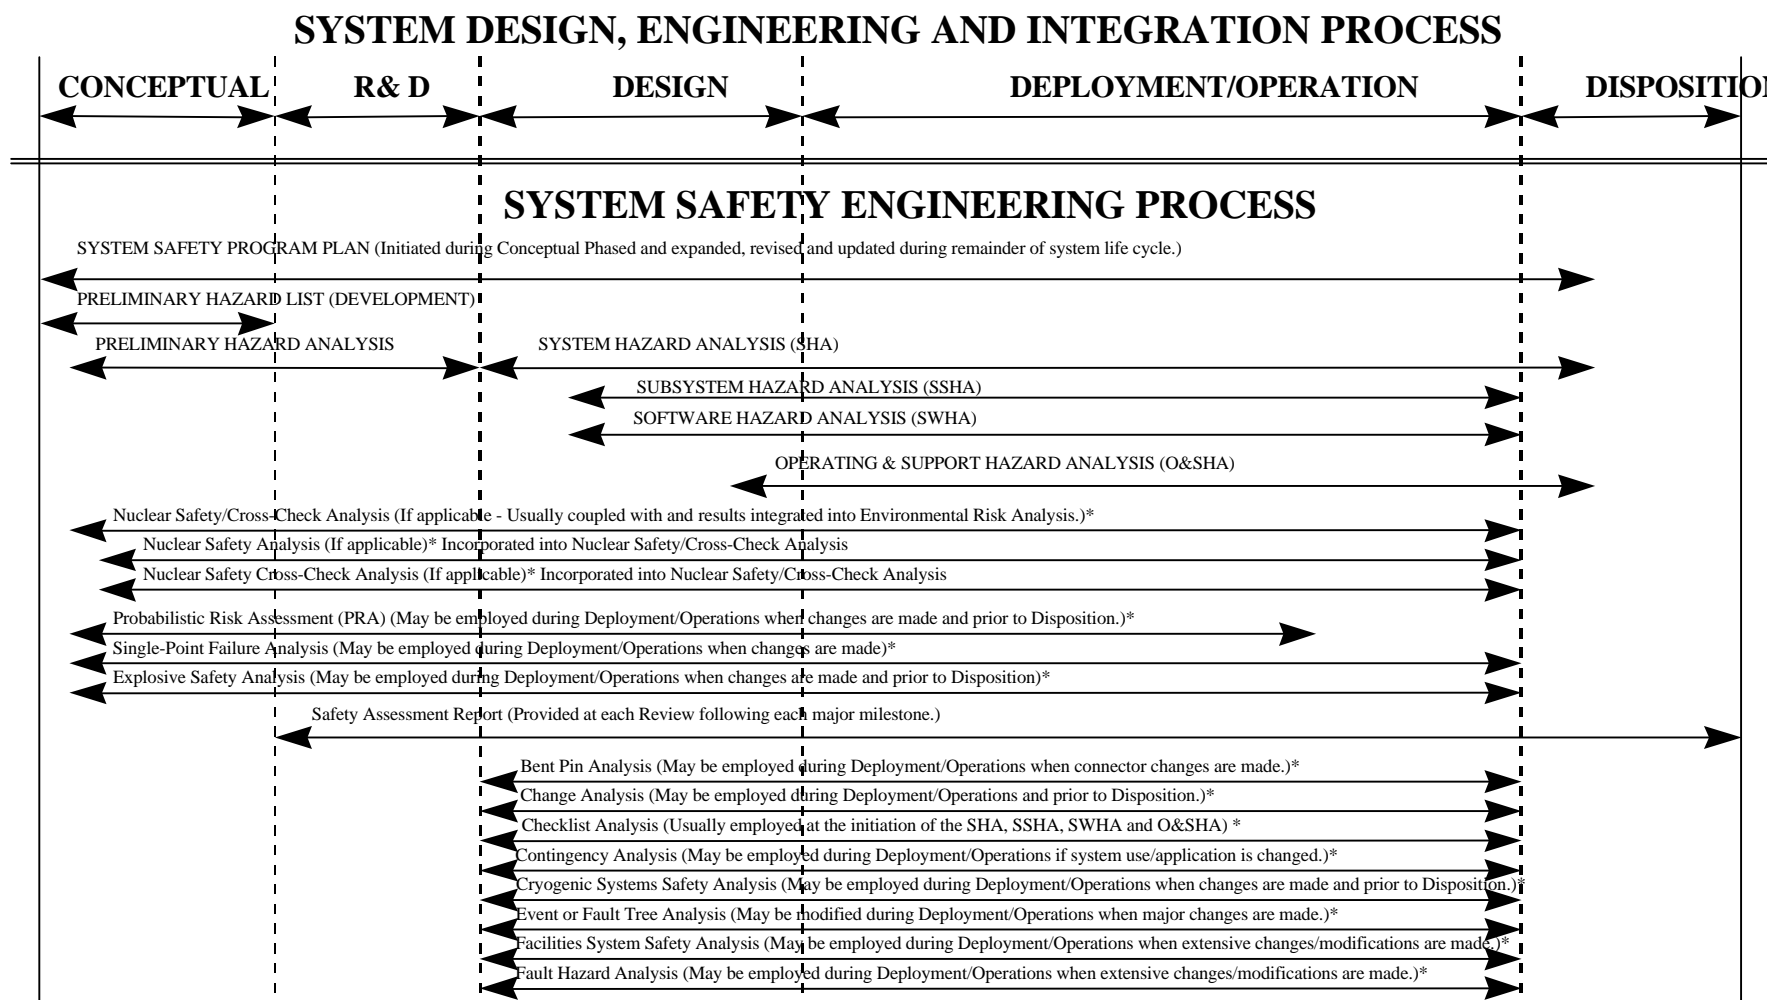 SYSTEM DESIGN, ENGINEERING AND INTEGRATION PROCESS
CONCEPTUAL R& D DESIGN DEPLOYMENT/OPERATION DISPOSITION
SYSTEM SAFETY ENGINEERING PROCESS
SYSTEM SAFETY PROGRAM PLAN (Initiated during Conceptual Phased and expanded, revised and updated during remainder of system life cycle.)
PRELIMINARY HAZARD LIST (DEVELOPMENT)
PRELIMINARY HAZARD ANALYSIS SYSTEM HAZARD ANALYSIS (SHA)
SUBSYSTEM HAZARD ANALYSIS (SSHA)
SOFTWARE HAZARD ANALYSIS (SWHA)
OPERATING & SUPPORT HAZARD ANALYSIS (O&SHA)
Nuclear Safety/Cross-Check Analysis (If applicable - Usually coupled with and results integrated into Environmental Risk Analysis.)*
Nuclear Safety Analysis (If applicable)* Incorporated into Nuclear Safety/Cross-Check Analysis
Nuclear Safety Cross-Check Analysis (If applicable)* Incorporated into Nuclear Safety/Cross-Check Analysis
Probabilistic Risk Assessment (PRA) (May be employed during Deployment/Operations when changes are made and prior to Disposition.)*
Single-Point Failure Analysis (May be employed during Deployment/Operations when changes are made)*
Explosive Safety Analysis (May be employed during Deployment/Operations when changes are made and prior to Disposition)*
Safety Assessment Report (Provided at each Review following each major milestone.)
Bent Pin Analysis (May be employed during Deployment/Operations when connector changes are made.)*
Change Analysis (May be employed during Deployment/Operations and prior to Disposition.)*
Checklist Analysis (Usually employed at the initiation of the SHA, SSHA, SWHA and O&SHA) *
Contingency Analysis (May be employed during Deployment/Operations if system use/application is changed.)*
Cryogenic Systems Safety Analysis (May be employed during Deployment/Operations when changes are made and prior to Disposition.)*
Event or Fault Tree Analysis (May be modified during Deployment/Operations when major changes are made.)*
Facilities System Safety Analysis (May be employed during Deployment/Operations when extensive changes/modifications are made.)*
Fault Hazard Analysis (May be employed during Deployment/Operations when extensive changes/modifications are made.)*